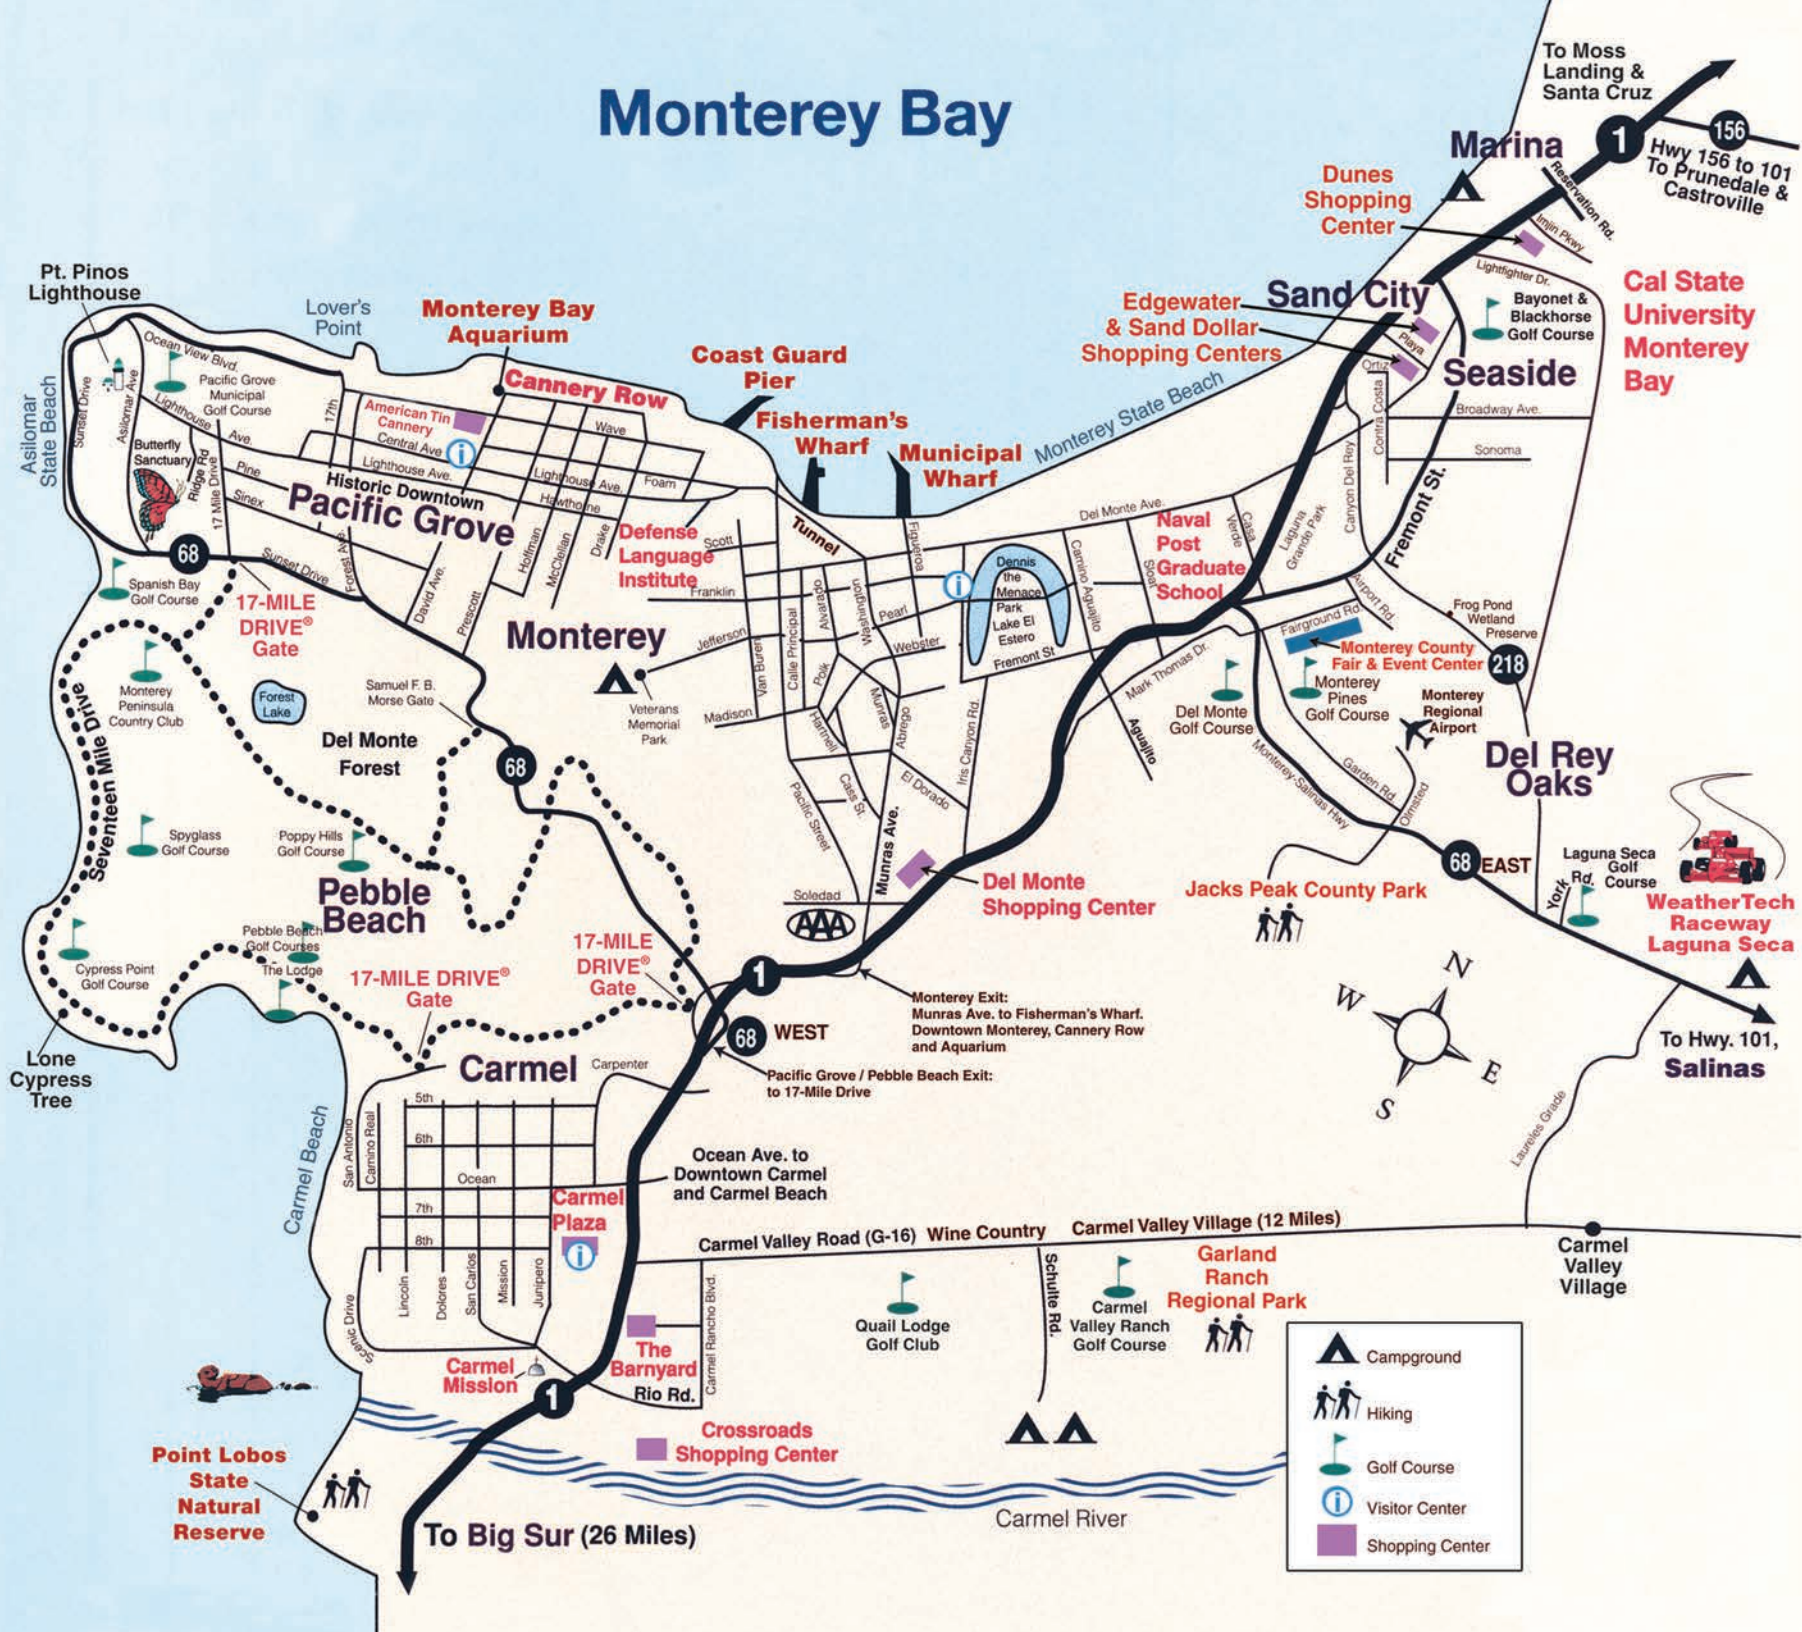 Monterey Bay
To Moss
Landing &
Santa Cruz
1
156
Hwy 156 to 101
To Prunedale &
Castroville
Marina
Reservation Rd.
Imjin Pkwy
Dunes
Shopping
Center
Lightfighter Dr.
Cal State
University
Monterey
Bay
Sand City
Edgewater
& Sand Dollar
Shopping Centers
Bayonet &
Blackhorse
Golf Course
Playa
Ortiz
Seaside
Contra Costa
Broadway Ave.
Sonoma
Canyon Del Rey
Fremont St.
Monterey State Beach
Pt. Pinos
Lighthouse
Lover's
Point
Monterey Bay
Aquarium
Coast Guard
Pier
Fisherman's
Wharf
Municipal
Wharf
Cannery Row
Asilomar
State Beach
Sunset Drive
Asilomar Ave
Ocean View Blvd.
Pacific Grove
Municipal
Golf Course
Lighthouse Ave.
17th
American Tin
Cannery
Central Ave
i
Wave
Lighthouse Ave.
Lighthouse Ave.
Foam
Hawthorne
Butterfly
Sanctuary
Ridge Rd
17 Mile Drive
Pine
Sinex
Historic Downtown
Pacific Grove
Forest Ave.
David Ave.
Prescott
Hoffman
McClellan
Drake
Defense
Language
Institute
Scott
Franklin
Tunnel
Figueroa
Del Monte Ave.
Naval
Post
Graduate
School
Casa
Verde
Laguna
Grande Park
Sloat
Camino Aguajito
i
Dennis
the
Menace
Park
Lake El
Estero
Fremont St
68
Sunset Drive
Spanish Bay
Golf Course
17-MILE
DRIVE®
Gate
Monterey
Jefferson
Van Buren
Calle Principal
Alvarado
Polk
Washington
Pearl
Webster
Munras
Abrego
Hartnell
Madison
Veterans
Memorial
Park
Mark Thomas Dr.
Aguajito
Iris Canyon Rd.
El Dorado
Cass St.
Pacific Street
Munras Ave.
Soledad
AAA
Airport Rd.
Fairground Rd.
Frog Pond
Wetland
Preserve
Monterey County
Fair & Event Center
218
Del Monte
Golf Course
Monterey
Pines
Golf Course
Monterey
Regional
Airport
Del Rey
Oaks
Garden Rd.
Olmsted
Monterey-Salinas Hwy
68
EAST
Laguna Seca
Golf
Course
York Rd.
WeatherTech
Raceway
Laguna Seca
To Hwy. 101,
Salinas
Jacks Peak County Park
Monterey
Peninsula
Country Club
Forest
Lake
Samuel F. B.
Morse Gate
Del Monte
Forest
68
Seventeen Mile Drive
Spyglass
Golf Course
Poppy Hills
Golf Course
Pebble
Beach
Pebble Beach
Golf Courses
The Lodge
Cypress Point
Golf Course
Lone
Cypress
Tree
17-MILE DRIVE®
Gate
17-MILE
DRIVE®
Gate
Del Monte
Shopping Center
1
68
WEST
Monterey Exit:
Munras Ave. to Fisherman's Wharf.
Downtown Monterey, Cannery Row
and Aquarium
Pacific Grove / Pebble Beach Exit:
to 17-Mile Drive
N
W
E
S
Laureles Grade
Carmel
Carpenter
5th
6th
Ocean
7th
8th
San Antonio
Camino Real
Lincoln
Dolores
San Carlos
Mission
Junipero
Scenic Drive
Carmel Beach
Ocean Ave. to
Downtown Carmel
and Carmel Beach
Carmel
Plaza
i
Carmel Valley Road (G-16) Wine Country Carmel Valley Village (12 Miles)
Carmel
Valley
Village
Garland
Ranch
Regional Park
Schulte Rd.
Carmel
Valley Ranch
Golf Course
Quail Lodge
Golf Club
Carmel Rancho Blvd.
The
Barnyard
Rio Rd.
Carmel
Mission
1
Crossroads
Shopping Center
Carmel River
Point Lobos
State
Natural
Reserve
To Big Sur (26 Miles)
Campground
Hiking
Golf Course
i
Visitor Center
Shopping Center